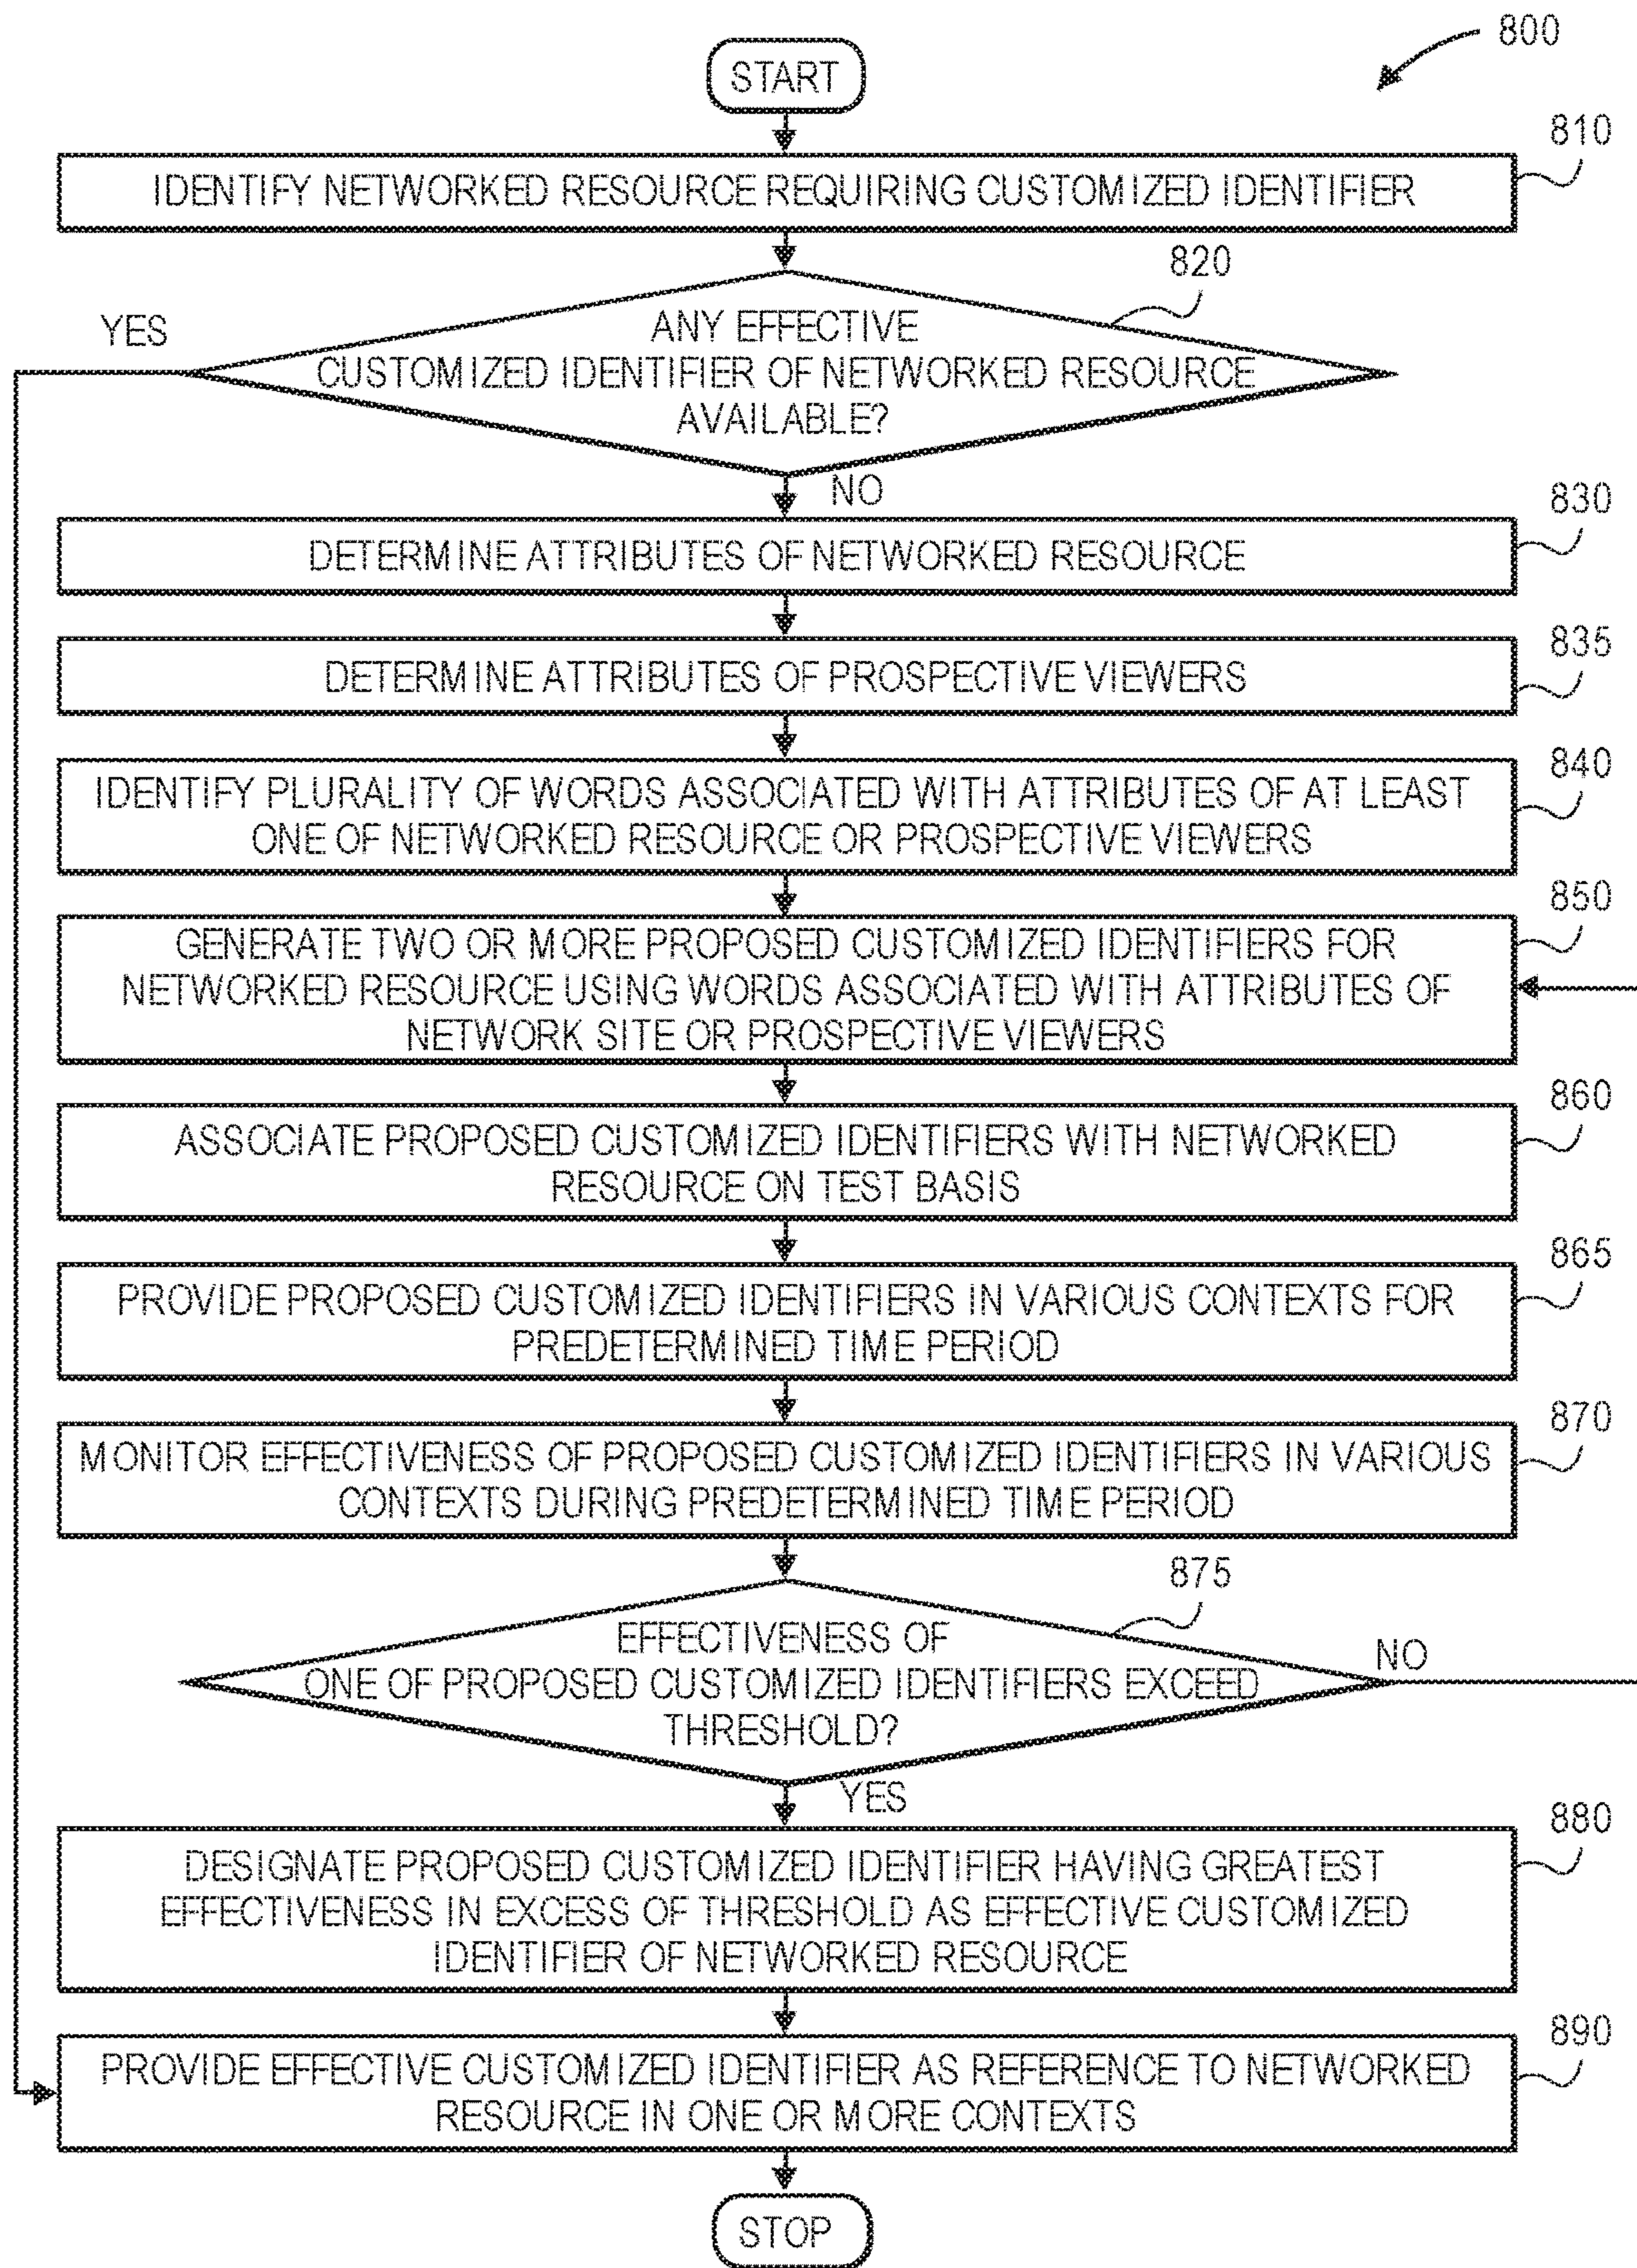 800
START
810
IDENTIFY NETWORKED RESOURCE REQUIRING CUSTOMIZED IDENTIFIER
820
YES
ANY EFFECTIVE
CUSTOMIZED IDENTIFIER OF NETWORKED RESOURCE
AVAILABLE?
NO
830
DETERMINE ATTRIBUTES OF NETWORKED RESOURCE
835
DETERMINE ATTRIBUTES OF PROSPECTIVE VIEWERS
840
IDENTIFY PLURALITY OF WORDS ASSOCIATED WITH ATTRIBUTES OF AT LEAST
ONE OF NETWORKED RESOURCE OR PROSPECTIVE VIEWERS
850
GENERATE TWO OR MORE PROPOSED CUSTOMIZED IDENTIFIERS FOR
NETWORKED RESOURCE USING WORDS ASSOCIATED WITH ATTRIBUTES OF
NETWORK SITE OR PROSPECTIVE VIEWERS
860
ASSOCIATE PROPOSED CUSTOMIZED IDENTIFIERS WITH NETWORKED
RESOURCE ON TEST BASIS
865
PROVIDE PROPOSED CUSTOMIZED IDENTIFIERS IN VARIOUS CONTEXTS FOR
PREDETERMINED TIME PERIOD
870
MONITOR EFFECTIVENESS OF PROPOSED CUSTOMIZED IDENTIFIERS IN VARIOUS
CONTEXTS DURING PREDETERMINED TIME PERIOD
875
EFFECTIVENESS OF
ONE OF PROPOSED CUSTOMIZED IDENTIFIERS EXCEED
THRESHOLD?
NO
YES
880
DESIGNATE PROPOSED CUSTOMIZED IDENTIFIER HAVING GREATEST
EFFECTIVENESS IN EXCESS OF THRESHOLD AS EFFECTIVE CUSTOMIZED
IDENTIFIER OF NETWORKED RESOURCE
890
PROVIDE EFFECTIVE CUSTOMIZED IDENTIFIER AS REFERENCE TO NETWORKED
RESOURCE IN ONE OR MORE CONTEXTS
STOP